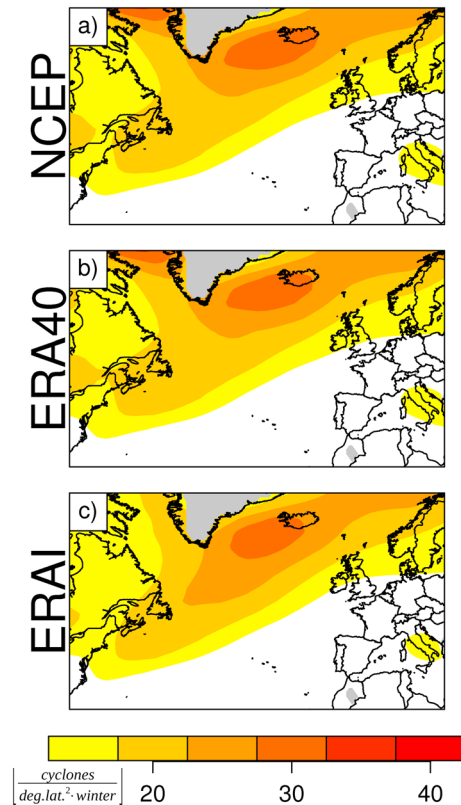 a)
NCEP
b)
ERA40
c)
ERAI
cyclones
deg.lat.²· winter
20 30 40